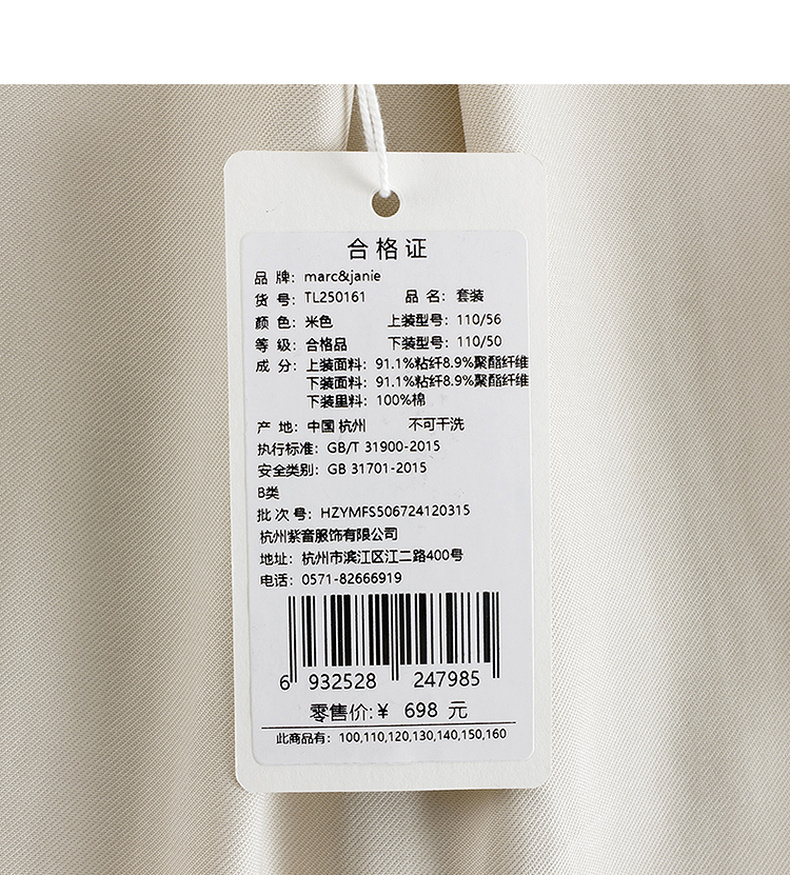 合格证
品 牌：marc&janie
货 号：TL250161 品 名：套装
颜 色：米色 上装型号：110/56
等 级：合格品 下装型号：110/50
成 分：上装面料：91.1%粘纤8.9%聚酯纤维
下装面料：91.1%粘纤8.9%聚酯纤维
下装里料：100%棉
产 地：中国 杭州 不可干洗
执行标准：GB/T 31900-2015
安全类别：GB 31701-2015
B类
批 次 号：HZYMFS506724120315
杭州紫音服饰有限公司
地址：杭州市滨江区江二路400号
电话：0571-82666919
6 932528 247985
零售价:¥ 698 元
此商品有：100,110,120,130,140,150,160